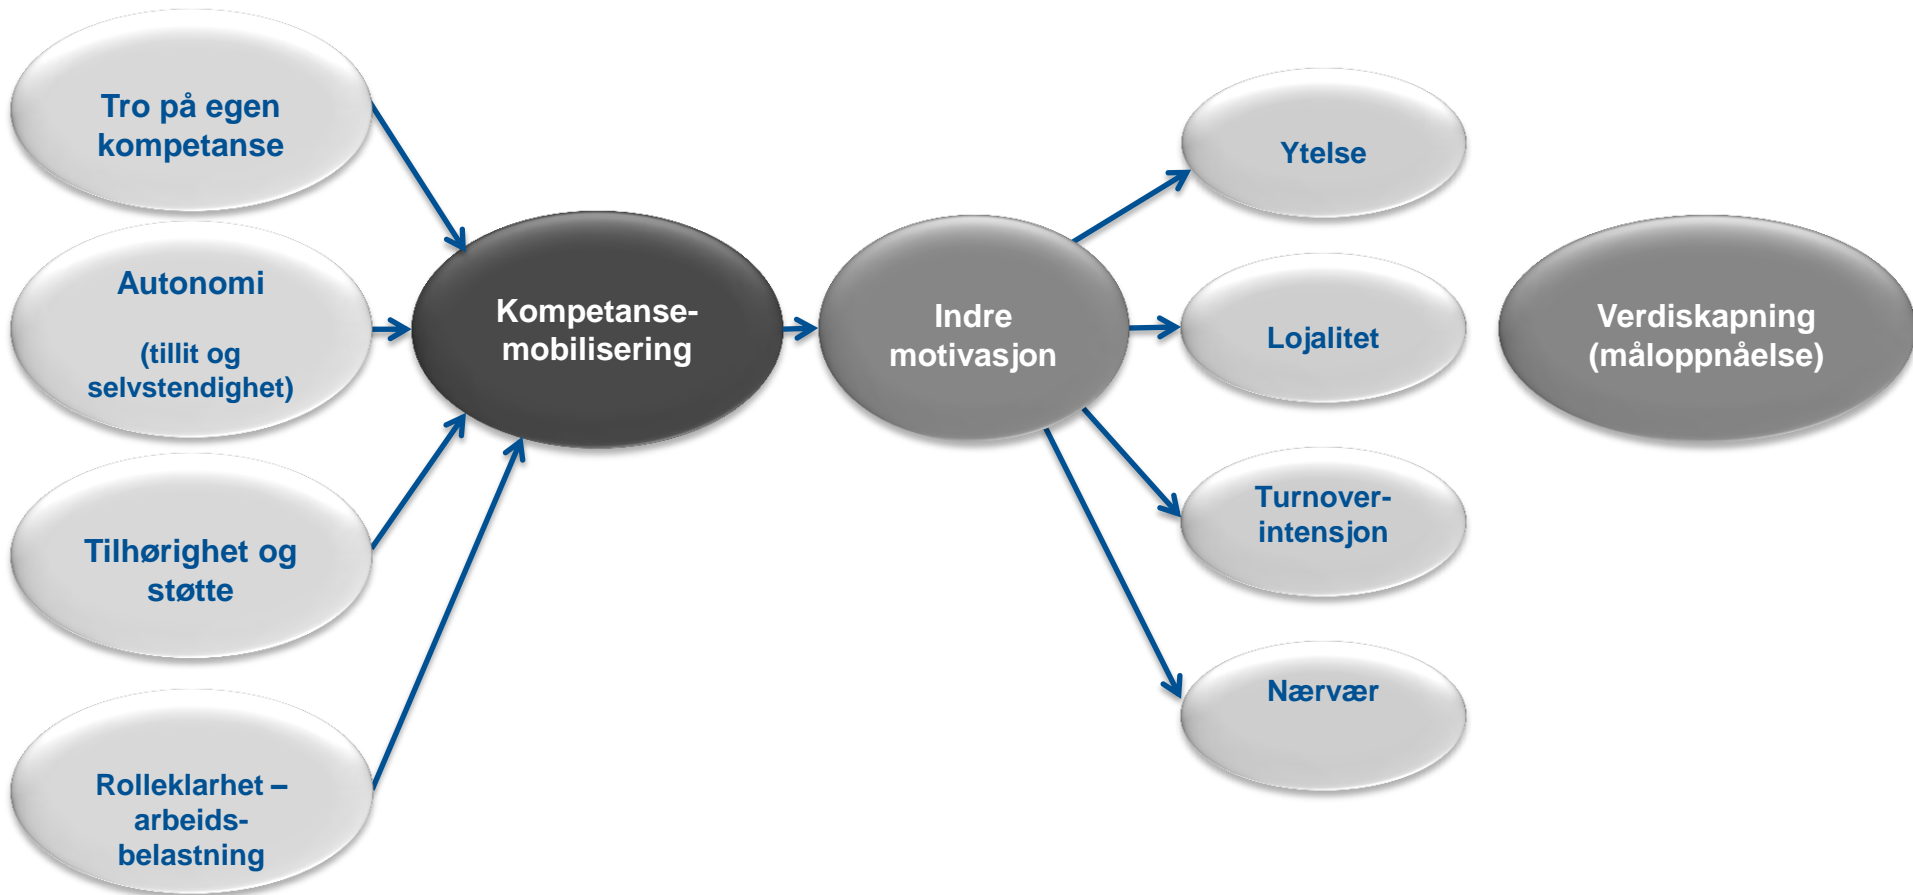 Tro på egen
kompetanse
Autonomi
(tillit og
selvstendighet)
Tilhørighet og
støtte
Rolleklarhet –
arbeids-
belastning
Kompetanse-
mobilisering
Indre
motivasjon
Ytelse
Lojalitet
Turnover-
intensjon
Nærvær
Verdiskapning
(måloppnåelse)